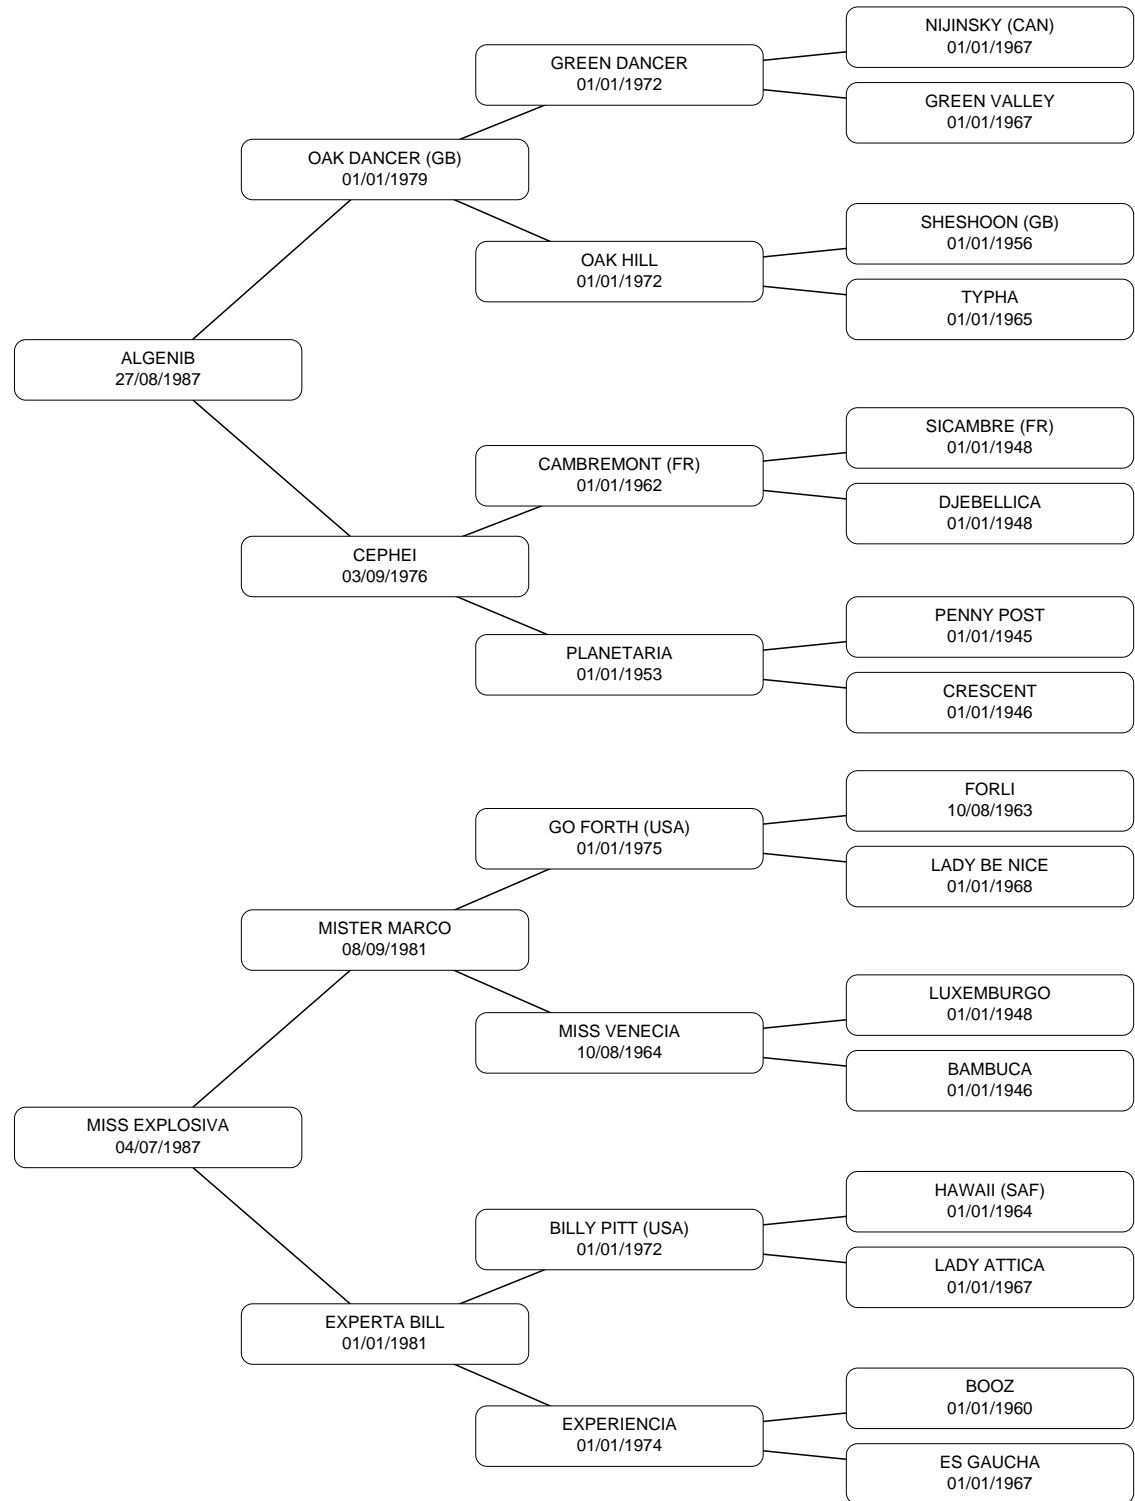 NIJINSKY (CAN)
01/01/1967
GREEN DANCER
01/01/1972
GREEN VALLEY
01/01/1967
OAK DANCER (GB)
01/01/1979
SHESHOON (GB)
01/01/1956
OAK HILL
01/01/1972
TYPHA
01/01/1965
ALGENIB
27/08/1987
SICAMBRE (FR)
01/01/1948
CAMBREMONT (FR)
01/01/1962
DJEBELLICA
01/01/1948
CEPHEI
03/09/1976
PENNY POST
01/01/1945
PLANETARIA
01/01/1953
CRESCENT
01/01/1946
FORLI
10/08/1963
GO FORTH (USA)
01/01/1975
LADY BE NICE
01/01/1968
MISTER MARCO
08/09/1981
LUXEMBURGO
01/01/1948
MISS VENECIA
10/08/1964
BAMBUCA
01/01/1946
MISS EXPLOSIVA
04/07/1987
HAWAII (SAF)
01/01/1964
BILLY PITT (USA)
01/01/1972
LADY ATTICA
01/01/1967
EXPERTA BILL
01/01/1981
BOOZ
01/01/1960
EXPERIENCIA
01/01/1974
ES GAUCHA
01/01/1967